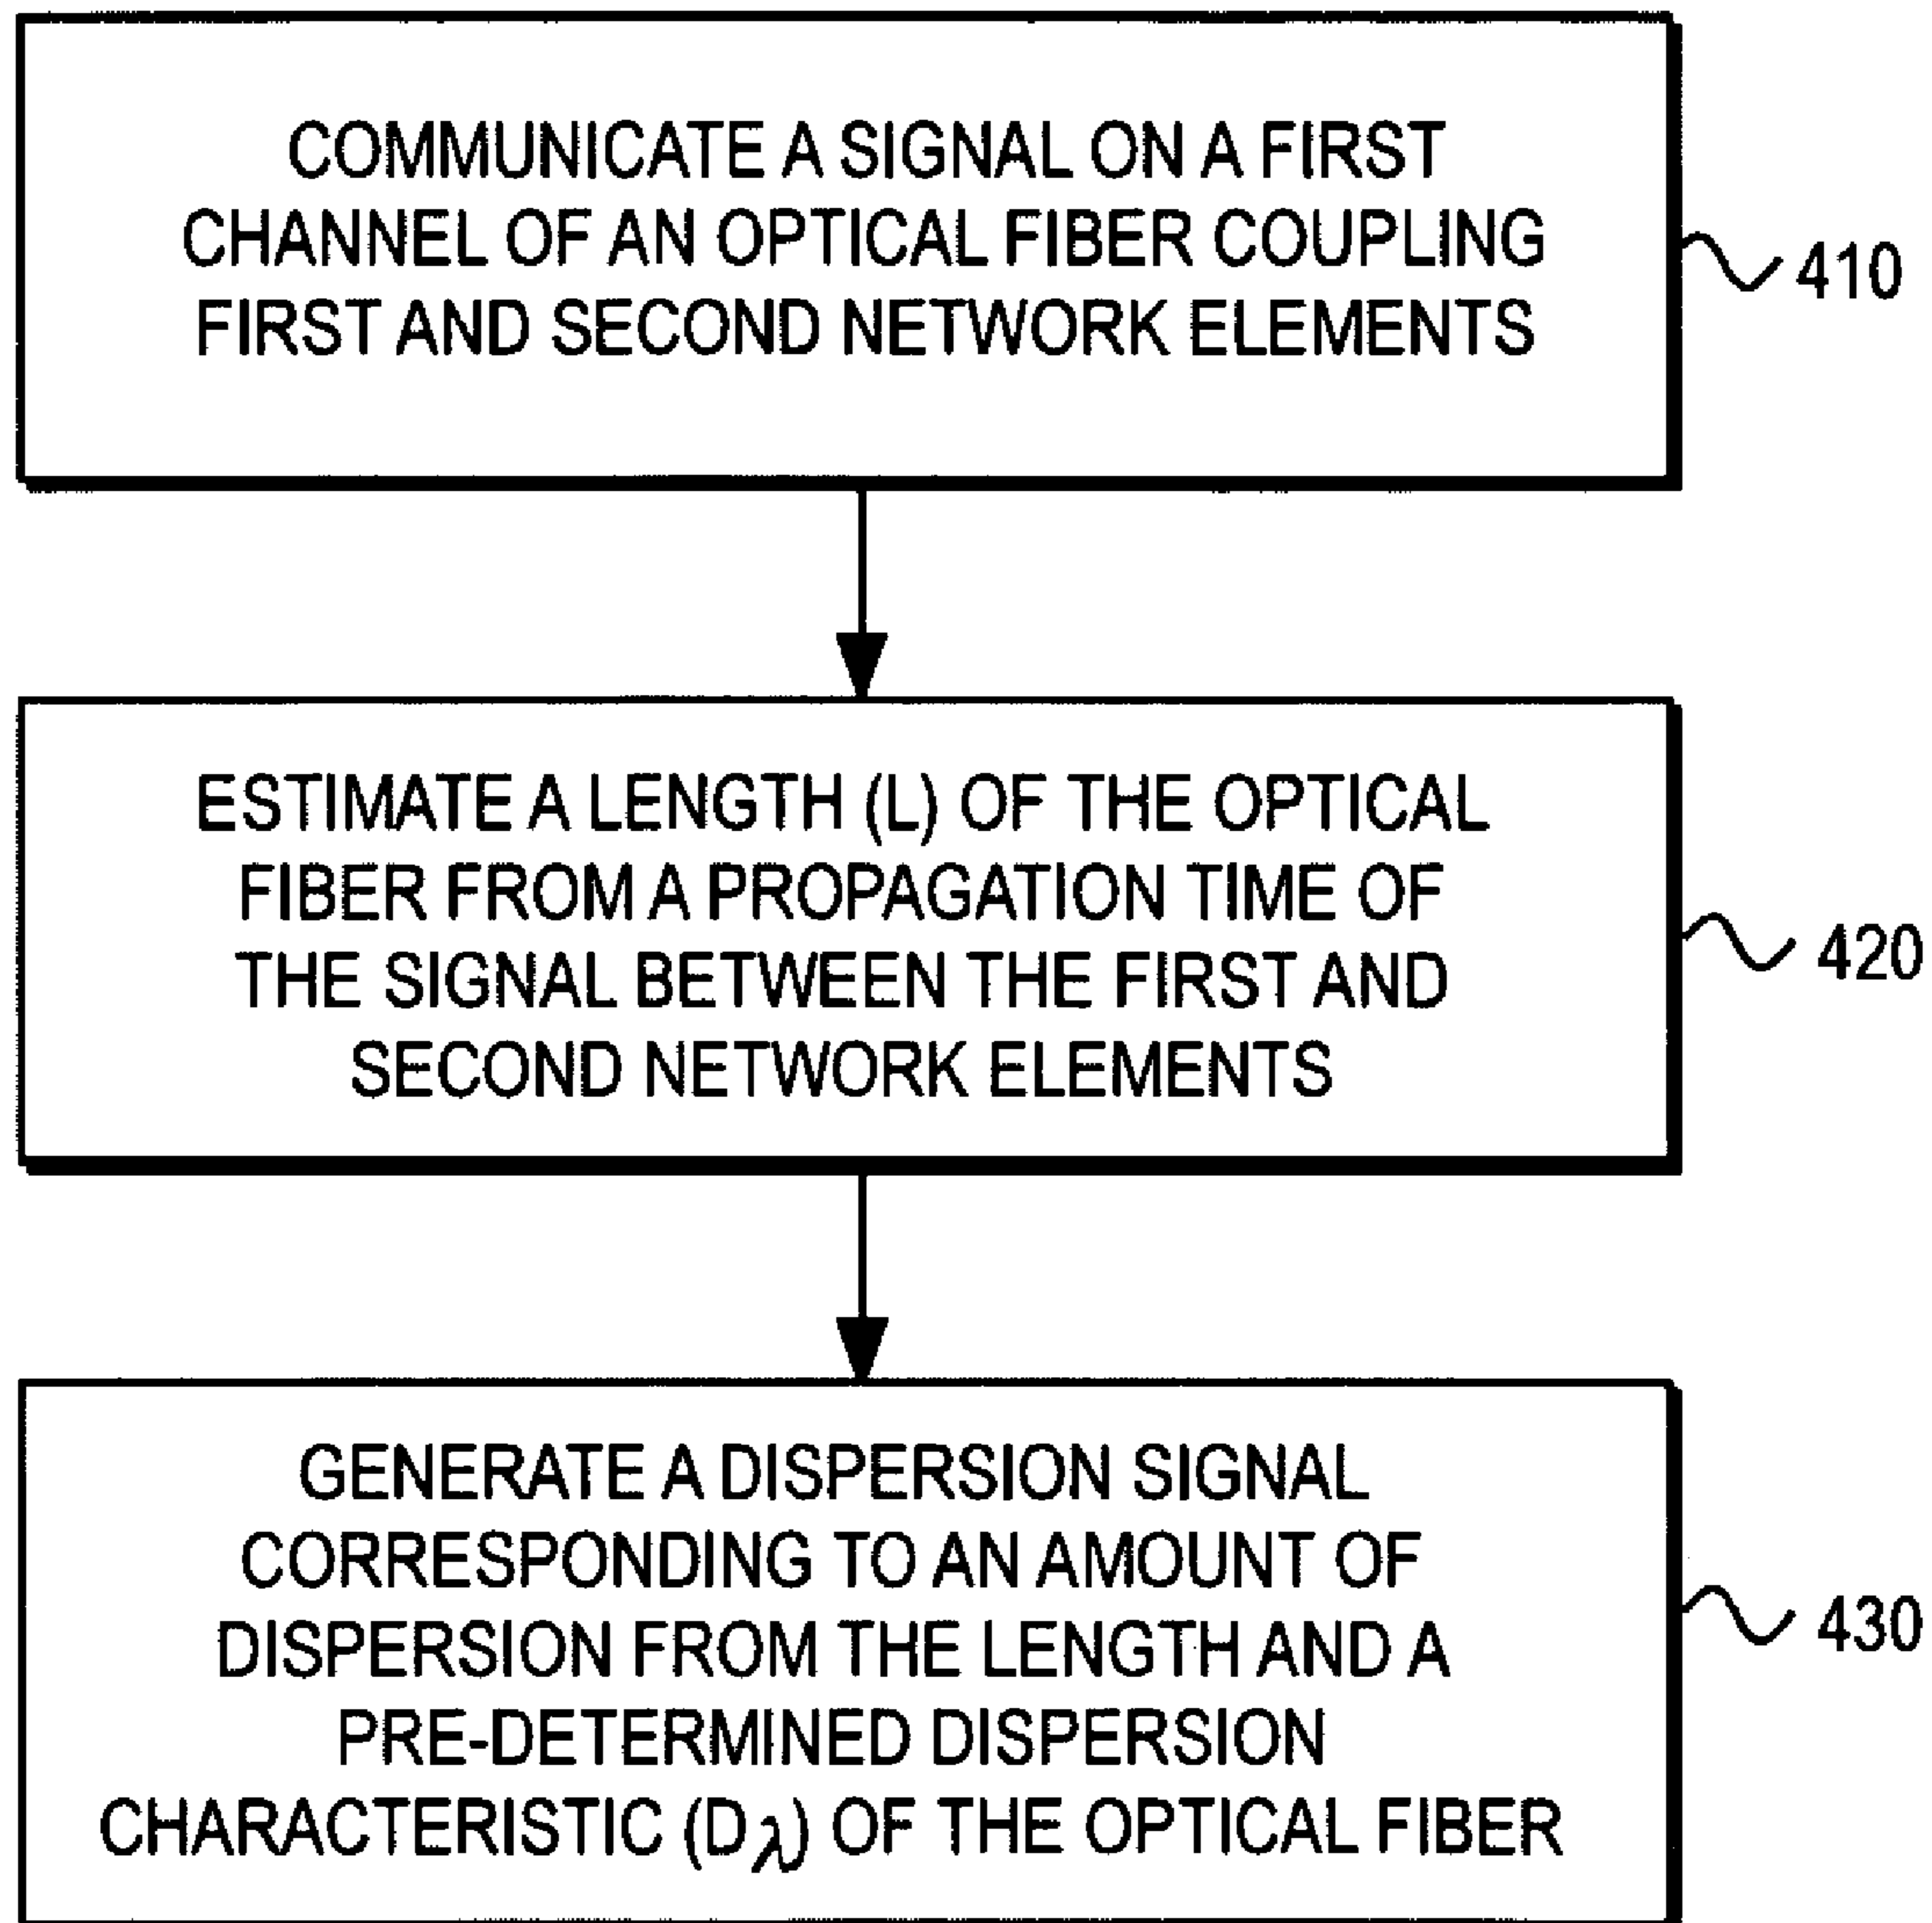 COMMUNICATE A SIGNAL ON A FIRST
CHANNEL OF AN OPTICAL FIBER COUPLING
FIRST AND SECOND NETWORK ELEMENTS
410
ESTIMATE A LENGTH (L) OF THE OPTICAL
FIBER FROM A PROPAGATION TIME OF
THE SIGNAL BETWEEN THE FIRST AND
SECOND NETWORK ELEMENTS
420
GENERATE A DISPERSION SIGNAL
CORRESPONDING TO AN AMOUNT OF
DISPERSION FROM THE LENGTH AND A
PRE-DETERMINED DISPERSION
CHARACTERISTIC (Dλ) OF THE OPTICAL FIBER
430